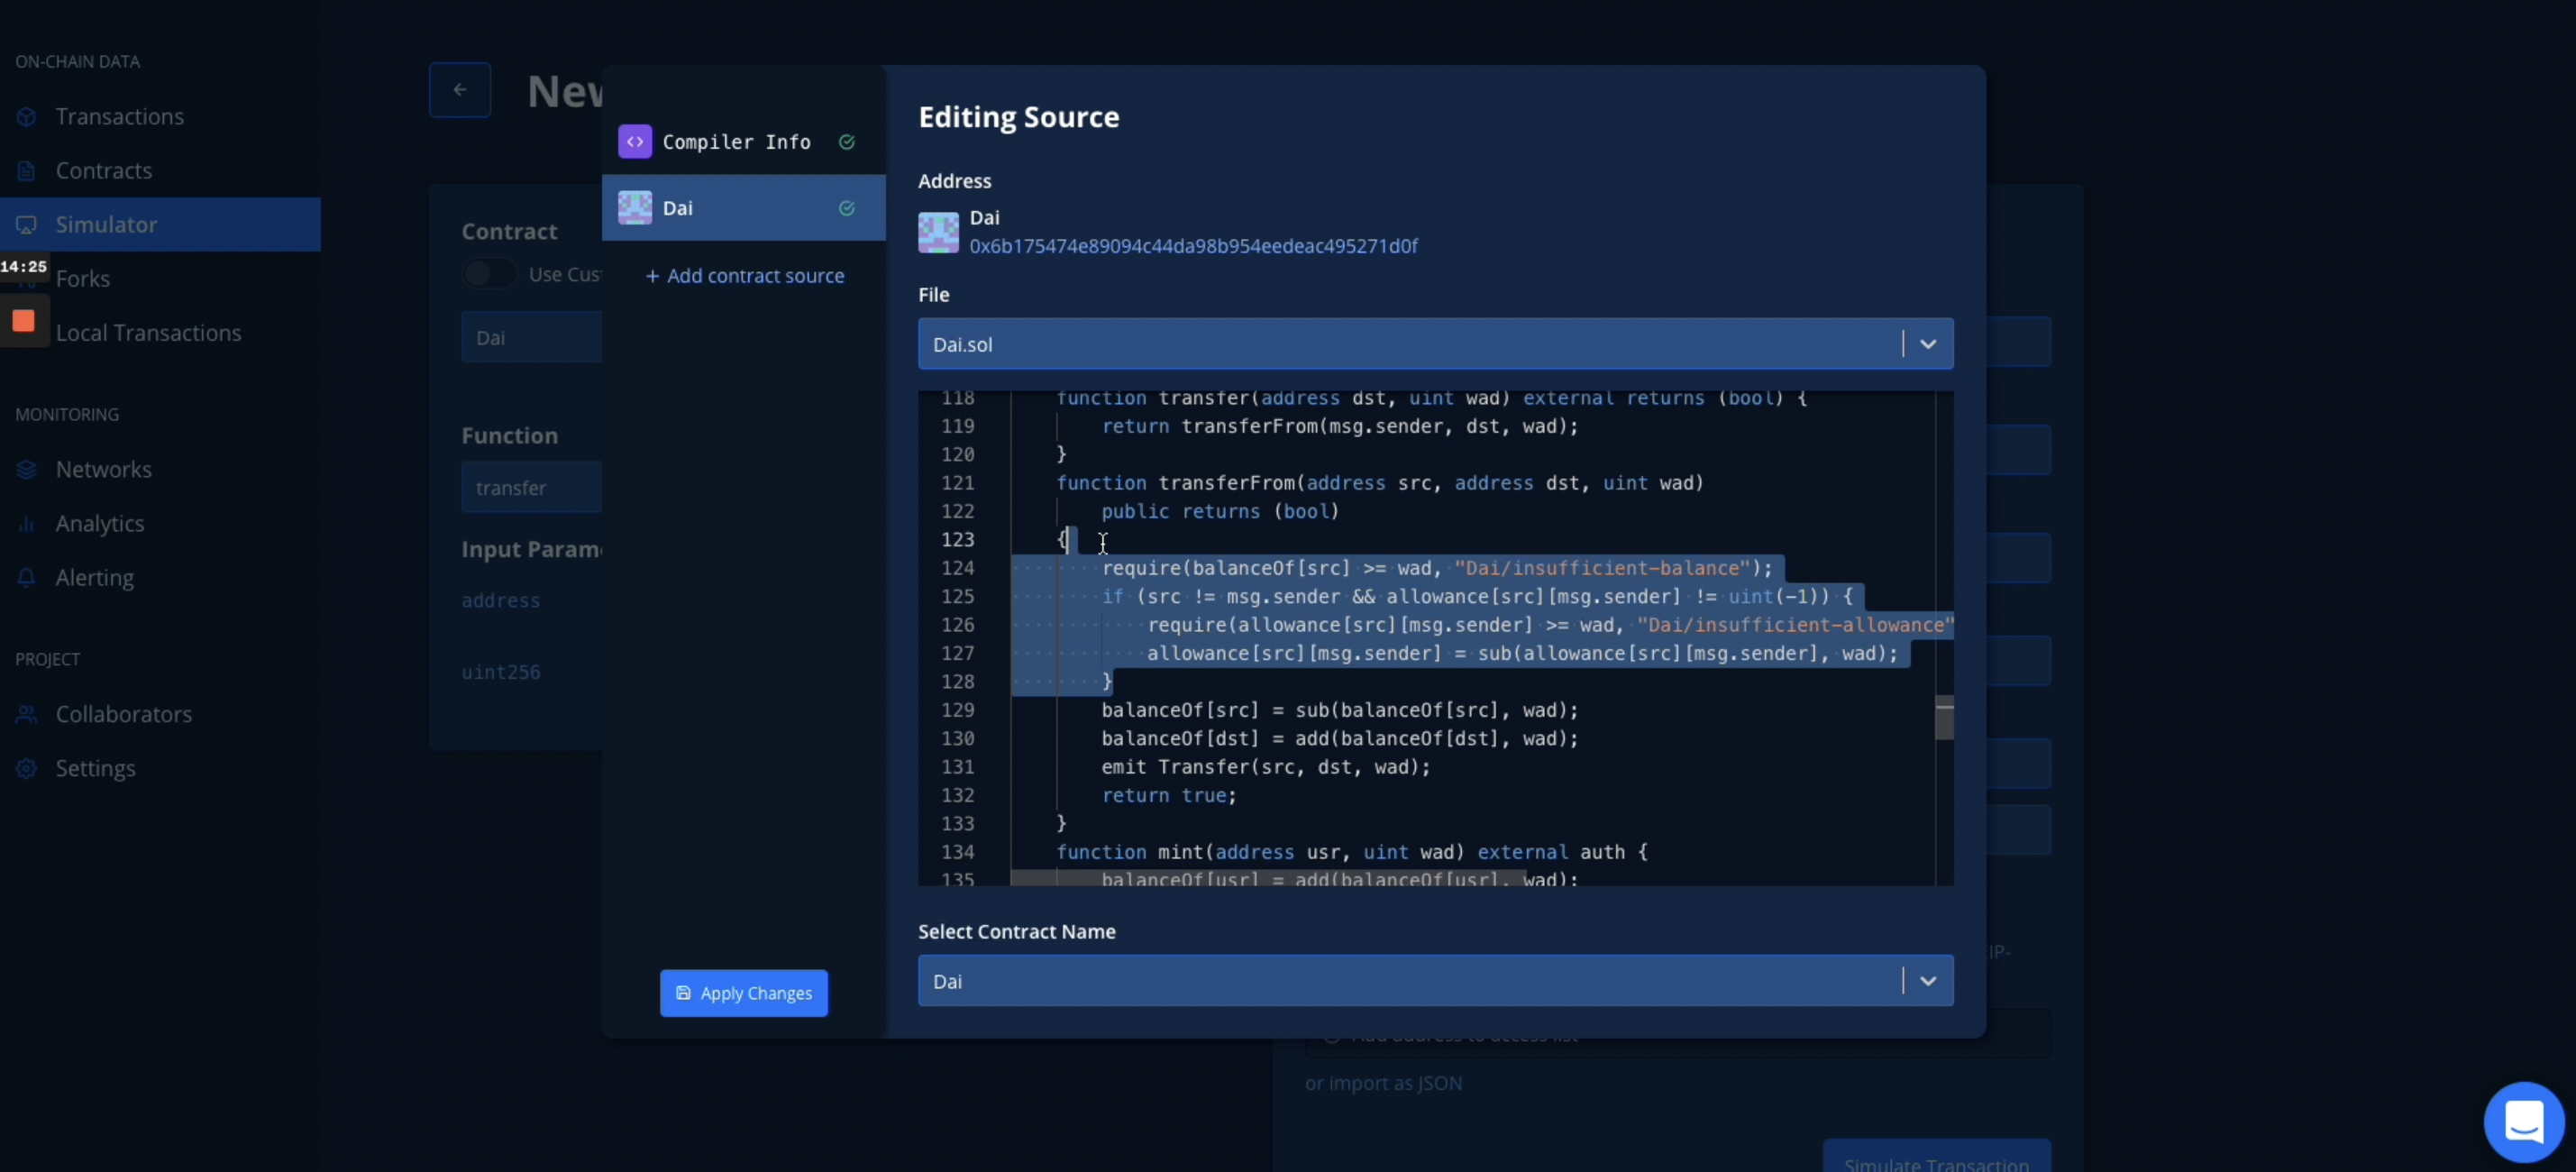 ON-CHAIN DATA
Transactions
Contracts
Simulator
14:25
Forks
Local Transactions
MONITORING
Networks
Analytics
Alerting
PROJECT
Collaborators
Settings
Contract
Dai
Function
transfer
address
uint256
Compiler Info
Dai
+ Add contract source
Apply Changes
Editing Source
Address
Dai
0x6b175474e89094c44da98b954eedeac495271d0f
File
Dai.sol
118 function transfer(address dst, uint wad) external returns (bool) {
119 return transferFrom(msg.sender, dst, wad);
120 }
121 function transferFrom(address src, address dst, uint wad)
122 public returns (bool)
123 {
124 require(balanceOf[src] >= wad, "Dai/insufficient-balance");
125 if (src != msg.sender && allowance[src][msg.sender] != uint(-1)) {
126 require(allowance[src][msg.sender] >= wad, "Dai/insufficient-allowance"
127 allowance[src][msg.sender] = sub(allowance[src][msg.sender], wad);
128 }
129 balanceOf[src] = sub(balanceOf[src], wad);
130 balanceOf[dst] = add(balanceOf[dst], wad);
131 emit Transfer(src, dst, wad);
132 return true;
133 }
134 function mint(address usr, uint wad) external auth {
135 balanceOf[usr] = add(balanceOf[usr], wad);
Select Contract Name
Dai
or import as JSON
Simulate Transaction